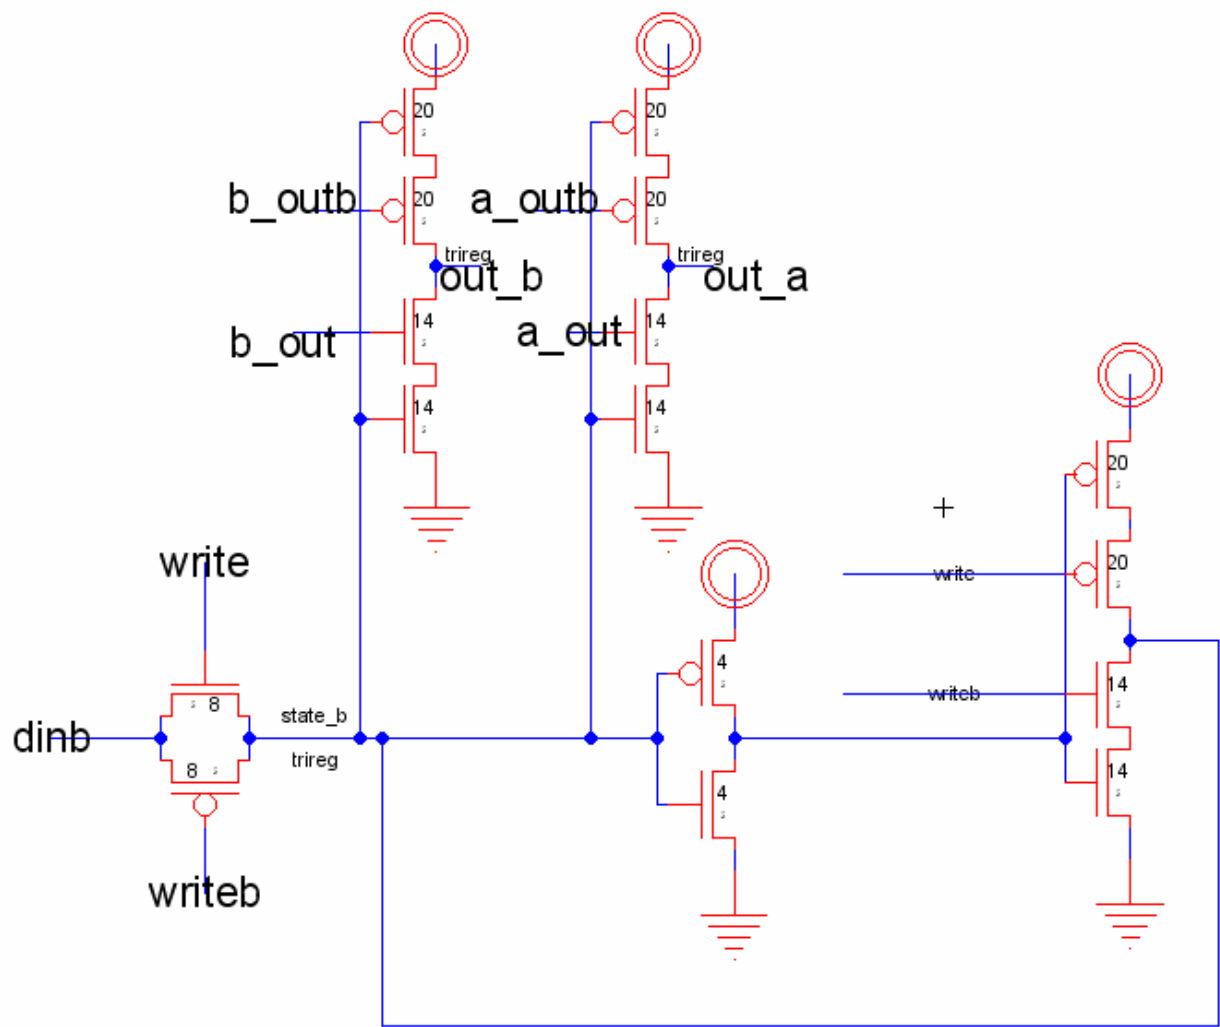 20
20
b_outb
a_outb
20
20
trireg
trireg
out_b
out_a
14
14
b_out
a_out
14
14
20
write
20
write
4
writeb
14
8
state_b
dinb
trireg
8
14
4
writeb